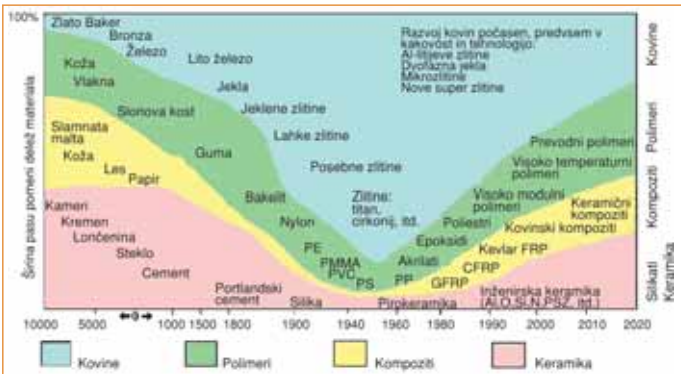 100%
Širina pasu pomeni delež materiala
Zlato Baker
Bronza
Železo
Lito železo
Jekla
Jeklene zlitine
Lahke zlitine
Posebne zlitine
Zlitine:
titan,
cirkonij, itd.
Razvoj kovin počasen, predvsem v
kakovost in tehnologijo:
Al-litijeve zlitine
Dvofazna jekla
Mikrozlitine
Nove super zlitine
Koža
Vlakna
Slonova kost
Guma
Bakelit
Nylon
PE
PMMA
PVC
PS
PP
Akrilati
Epoksidi
Poliestri
Visoko modulni
polimeri
Visoko temperaturni
polimeri
Prevodni polimeri
Slamnata
malta
Koža
Les
Papir
GFRP
CFRP
Kevlar FRP
Kovinski kompoziti
Keramični
kompoziti
Kameri
Kremen
Lončenina
Steklo
Cement
Portlandski
cement
Silika
Pirokeramika
Inženirska keramika
(Al,O,Si,N,PSZ, itd.)
Kovine
Polimeri
Kompoziti
Silikati
Keramika
10000 5000 0 1000 1500 1800 1900 1940 1960 1980 1990 2000 2010 2020
Kovine Polimeri Kompoziti Keramika